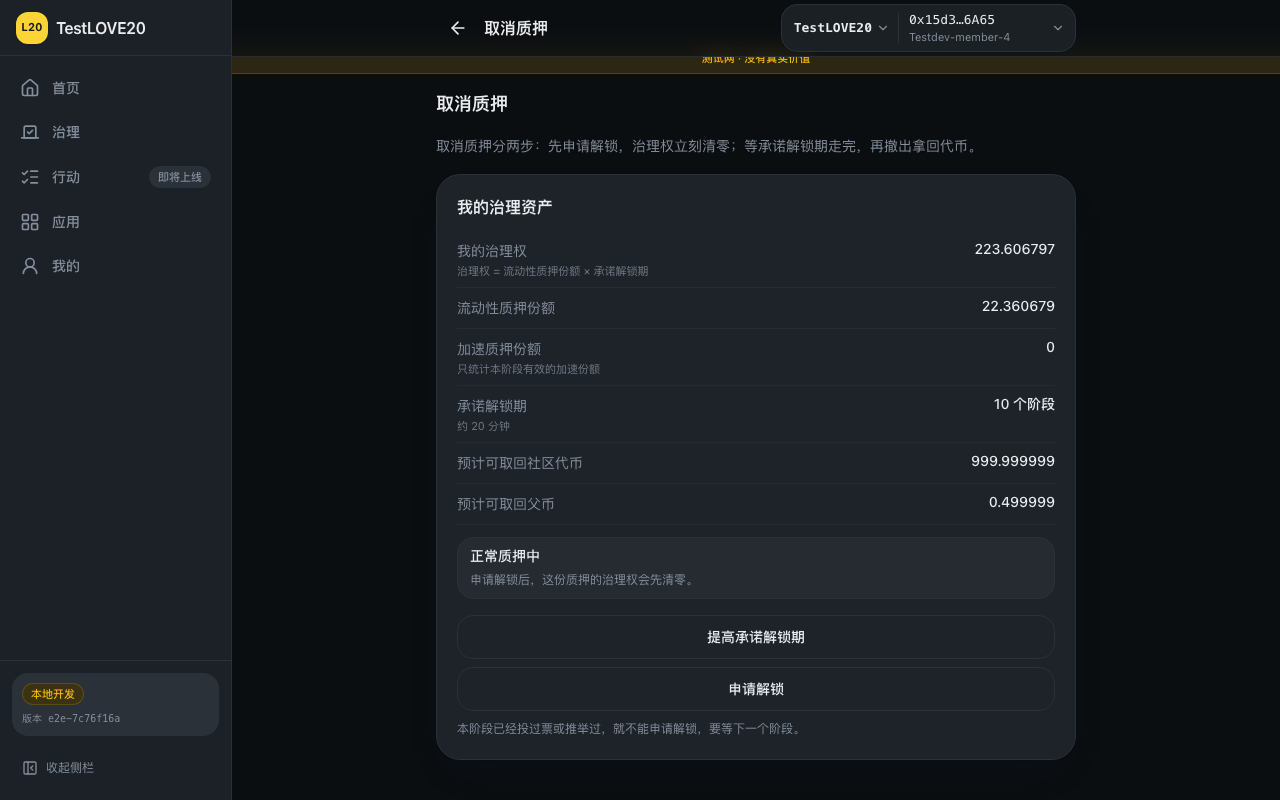 L20 TestLOVE20
首页
治理
行动 即将上线
应用
我的
本地开发
版本 e2e-7c76f16a
收起侧栏
取消质押
TestLOVE20
0x15d3…6A65
Testdev-member-4
测试网 · 没有真实价值
取消质押
取消质押分两步：先申请解锁，治理权立刻清零；等承诺解锁期走完，再撤出拿回代币。
我的治理资产
我的治理权 223.606797
治理权 = 流动性质押份额 × 承诺解锁期
流动性质押份额 22.360679
加速质押份额 0
只统计本阶段有效的加速份额
承诺解锁期 10 个阶段
约 20 分钟
预计可取回社区代币 999.999999
预计可取回父币 0.499999
正常质押中
申请解锁后，这份质押的治理权会先清零。
提高承诺解锁期
申请解锁
本阶段已经投过票或推举过，就不能申请解锁，要等下一个阶段。